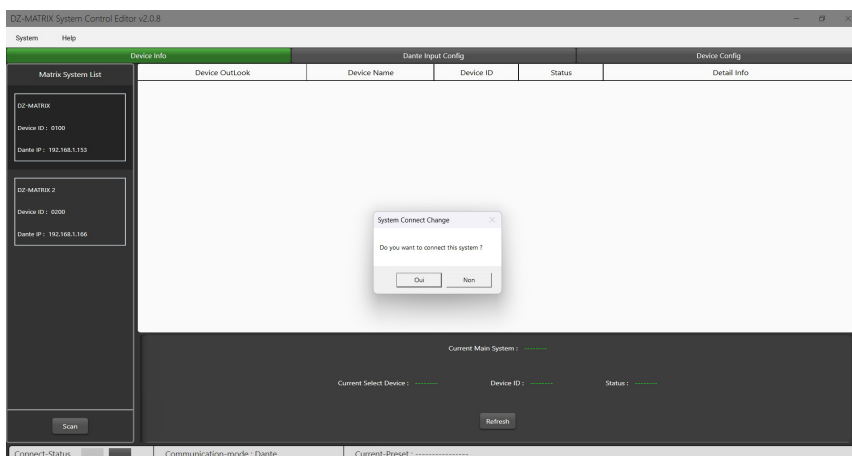 DZ-MATRIX System Control Editor v2.0.8
System Help
Device Info Dante Input Config Device Config
Matrix System List
Device OutLook Device Name Device ID Status Detail Info
DZ-MATRIX
Device ID : 0100
Dante IP : 192.168.1.153
DZ-MATRIX 2
Device ID : 0200
Dante IP : 192.168.1.166
System Connect Change
Do you want to connect this system ?
Oui Non
Current Main System : --------
Current Select Device : -------- Device ID : -------- Status : --------
Scan
Refresh
Connect-Status Communication-mode : Dante Current-Preset : ----------------